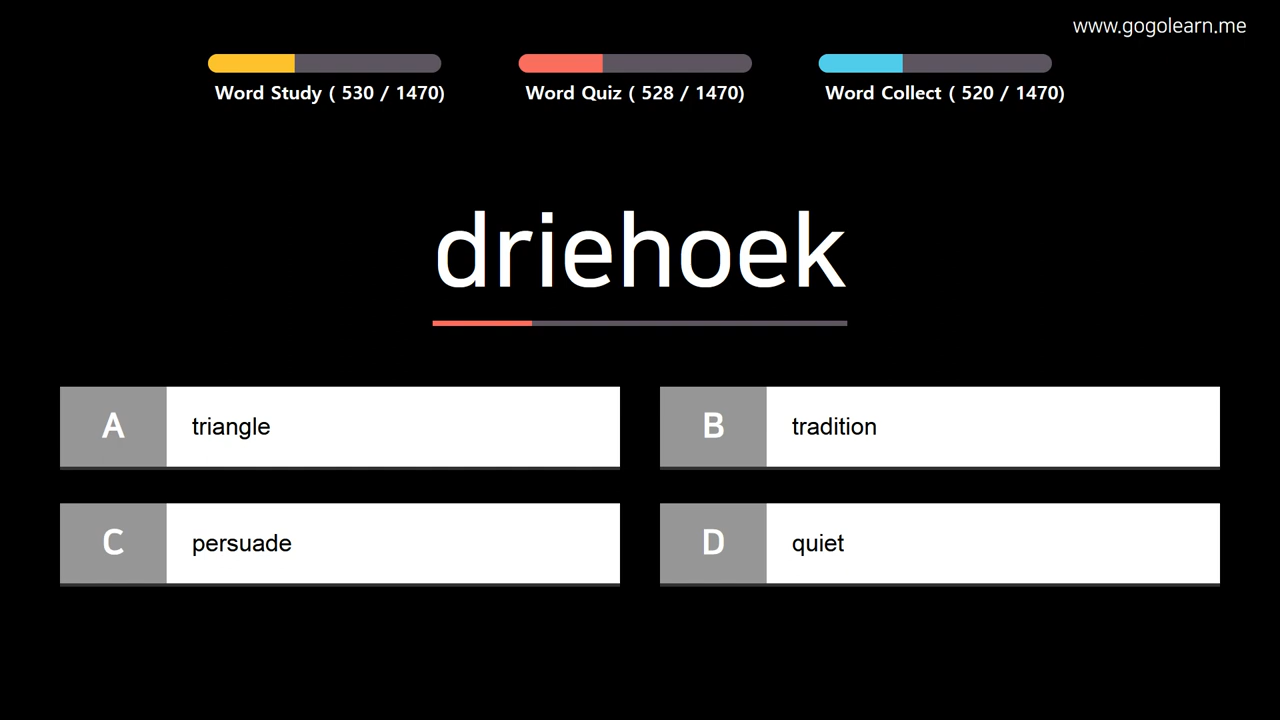 www.gogolearn.me
Word Study ( 530 / 1470)
Word Quiz ( 528 / 1470)
Word Collect ( 520 / 1470)
driehoek
A triangle
B tradition
C persuade
D quiet